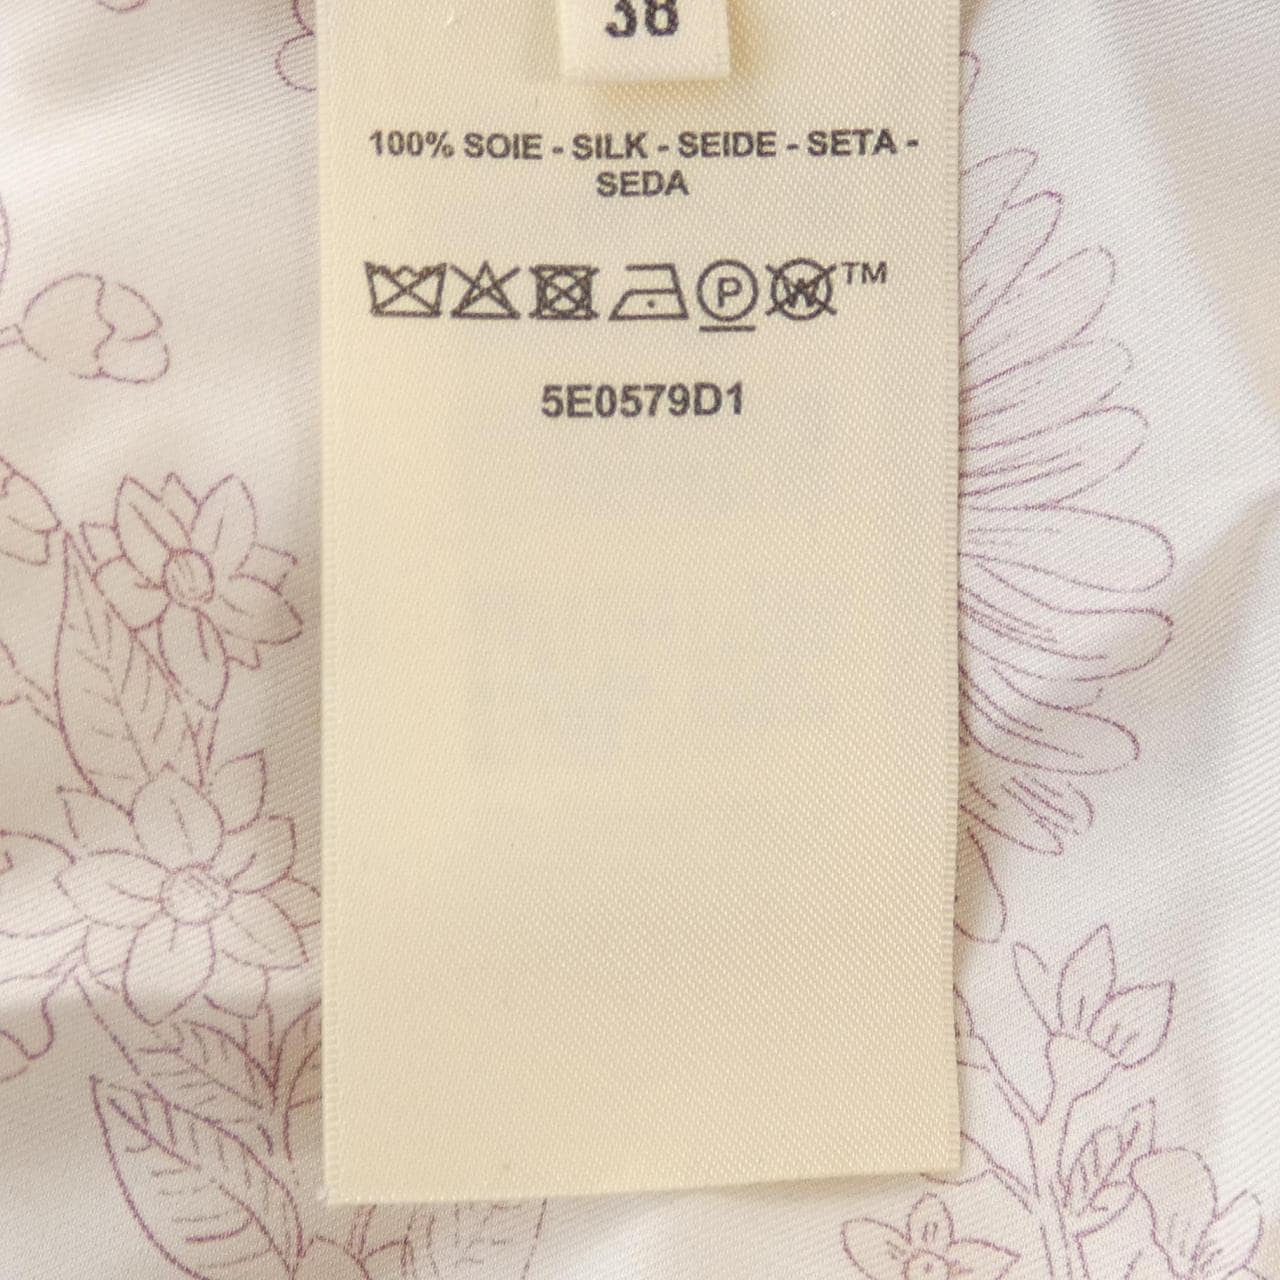 38
100% SOIE - SILK - SEIDE - SETA -
SEDA
P W TM
5E0579D1